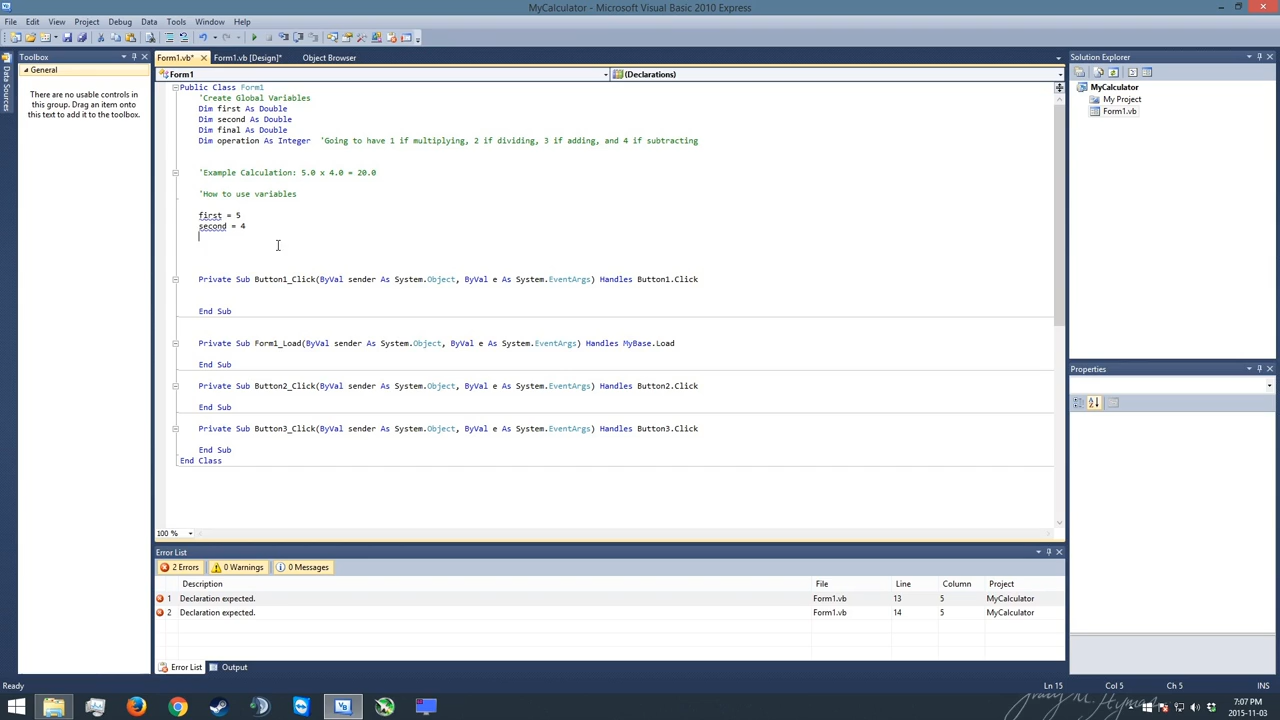 MyCalculator - Microsoft Visual Basic 2010 Express
File Edit View Project Debug Data Tools Window Help
Toolbox
General
There are no usable controls in
this group. Drag an item onto
this text to add it to the toolbox.
Data Sources
Form1.vb* Form1.vb [Design]* Object Browser
Form1 (Declarations)
Public Class Form1
'Create Global Variables
Dim first As Double
Dim second As Double
Dim final As Double
Dim operation As Integer 'Going to have 1 if multiplying, 2 if dividing, 3 if adding, and 4 if subtracting
'Example Calculation: 5.0 x 4.0 = 20.0
'How to use variables
first = 5
second = 4
Private Sub Button1_Click(ByVal sender As System.Object, ByVal e As System.EventArgs) Handles Button1.Click
End Sub
Private Sub Form1_Load(ByVal sender As System.Object, ByVal e As System.EventArgs) Handles MyBase.Load
End Sub
Private Sub Button2_Click(ByVal sender As System.Object, ByVal e As System.EventArgs) Handles Button2.Click
End Sub
Private Sub Button3_Click(ByVal sender As System.Object, ByVal e As System.EventArgs) Handles Button3.Click
End Sub
End Class
100 %
Solution Explorer
MyCalculator
My Project
Form1.vb
Properties
Error List
2 Errors 0 Warnings 0 Messages
Description File Line Column Project
1 Declaration expected. Form1.vb 13 5 MyCalculator
2 Declaration expected. Form1.vb 14 5 MyCalculator
Error List Output
Ready Ln 15 Col 5 Ch 5 INS
7:07 PM
2015-11-03